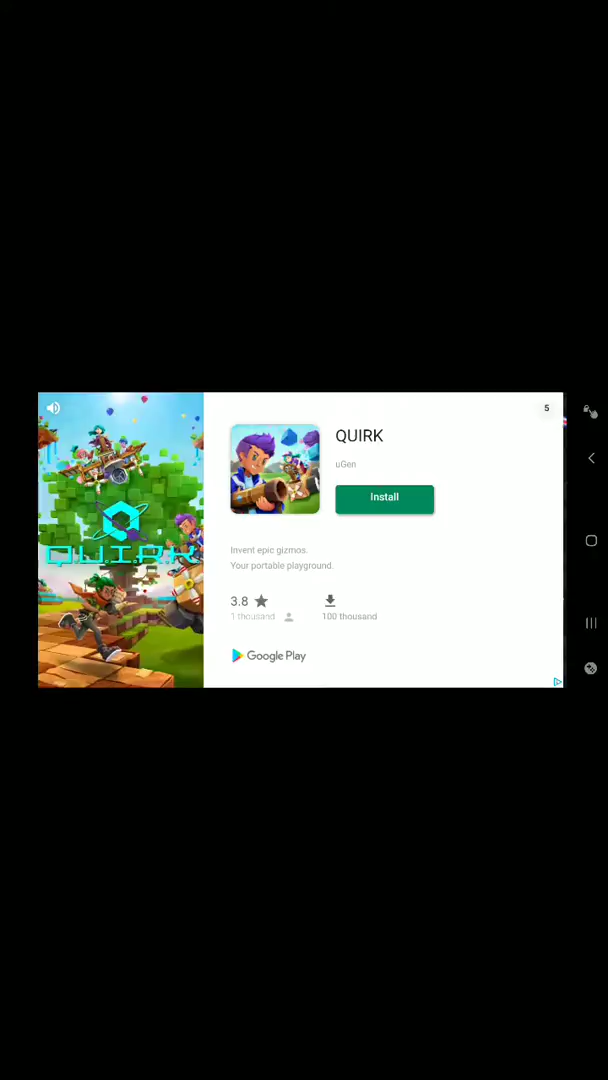 5
QUIRK
uGen
Install
Q.U.I.R.K
Invent epic gizmos.
Your portable playground.
3.8
1 thousand
100 thousand
Google Play